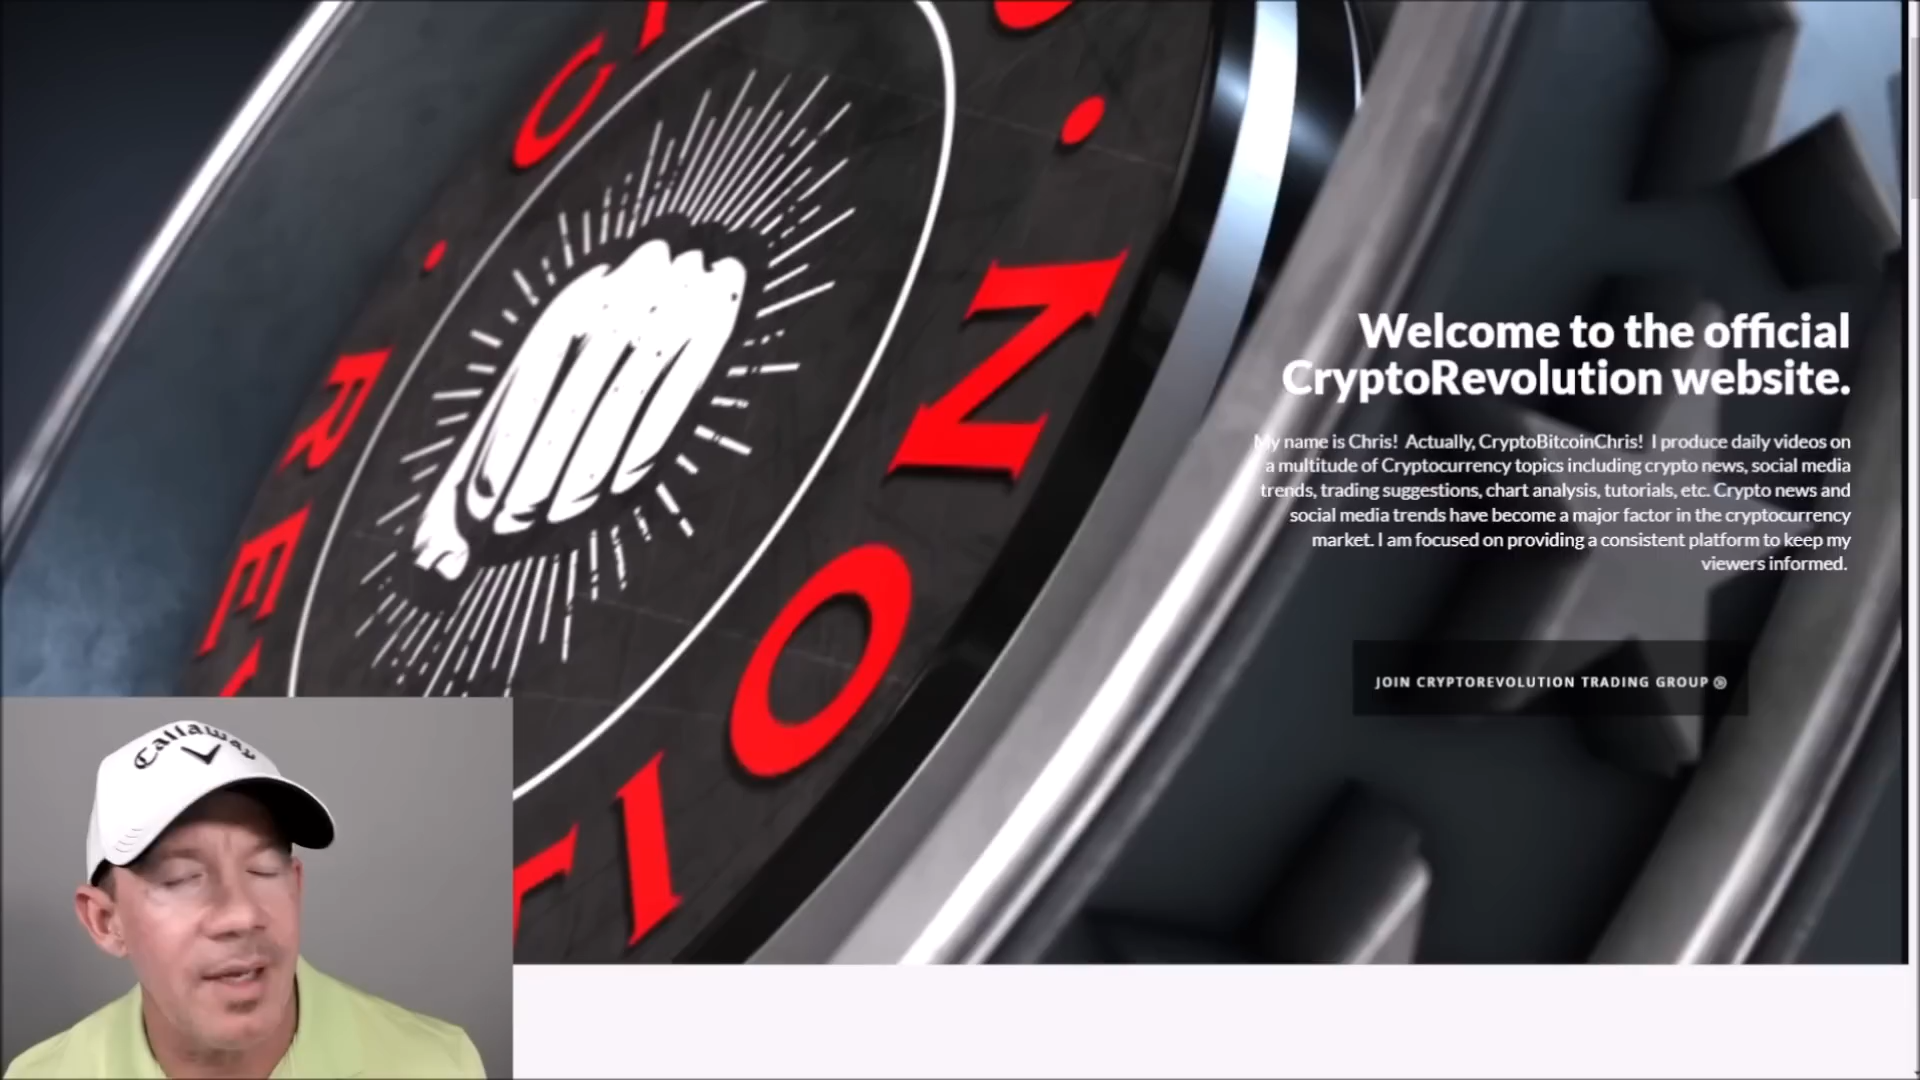 REV
TION
Welcome to the official
CryptoRevolution website.
My name is Chris! Actually, CryptoBitcoinChris! I produce daily videos on
a multitude of Cryptocurrency topics including crypto news, social media
trends, trading suggestions, chart analysis, tutorials, etc. Crypto news and
social media trends have become a major factor in the cryptocurrency
market. I am focused on providing a consistent platform to keep my
viewers informed.
JOIN CRYPTOREVOLUTION TRADING GROUP
Callaway